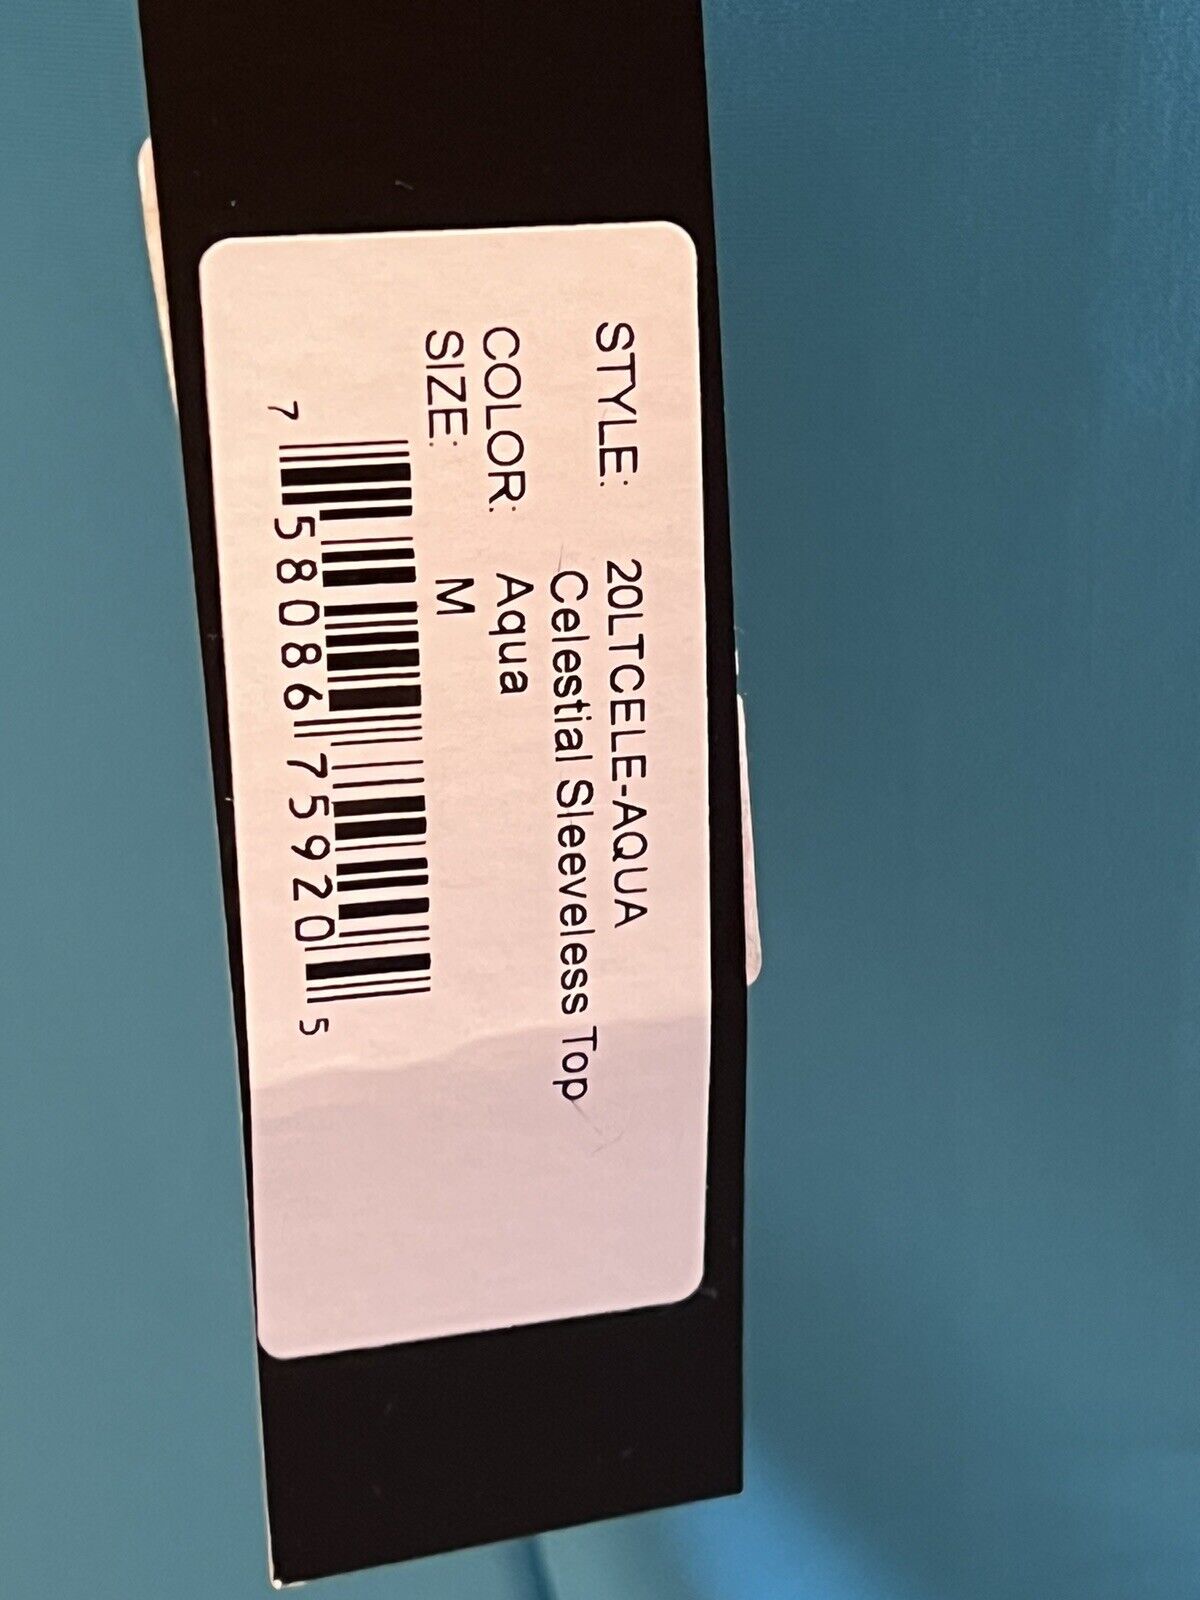 STYLE: 20LTCELE-AQUA
Celestial Sleeveless Top
COLOR: Aqua
SIZE: M
7 58086 75920 5